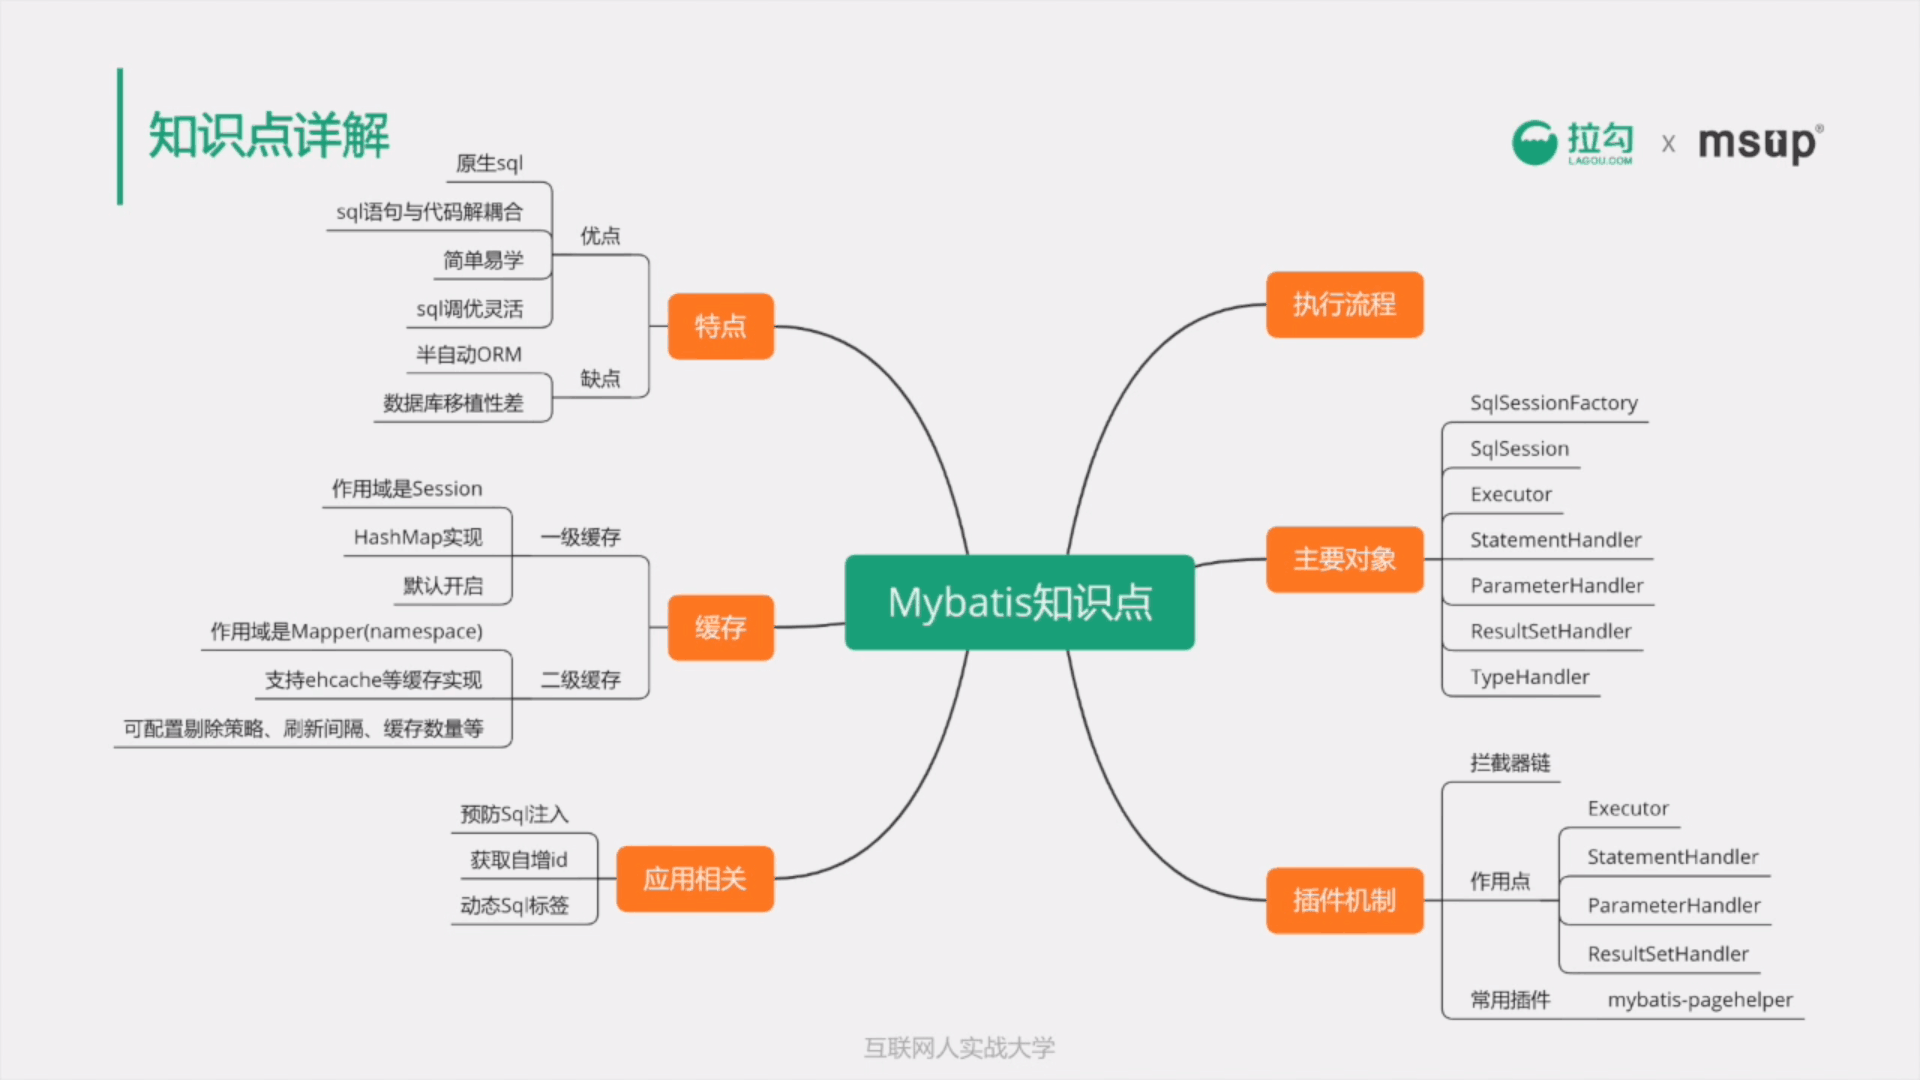 知识点详解
拉勾
LAGOU.COM
x
msup®
原生sql
sql语句与代码解耦合
简单易学
sql调优灵活
优点
半自动ORM
数据库移植性差
缺点
特点
作用域是Session
HashMap实现
默认开启
一级缓存
作用域是Mapper(namespace)
支持ehcache等缓存实现
可配置剔除策略、刷新间隔、缓存数量等
二级缓存
缓存
预防Sql注入
获取自增id
动态Sql标签
应用相关
Mybatis知识点
执行流程
主要对象
SqlSessionFactory
SqlSession
Executor
StatementHandler
ParameterHandler
ResultSetHandler
TypeHandler
插件机制
拦截器链
作用点
Executor
StatementHandler
ParameterHandler
ResultSetHandler
常用插件
mybatis-pagehelper
互联网人实战大学